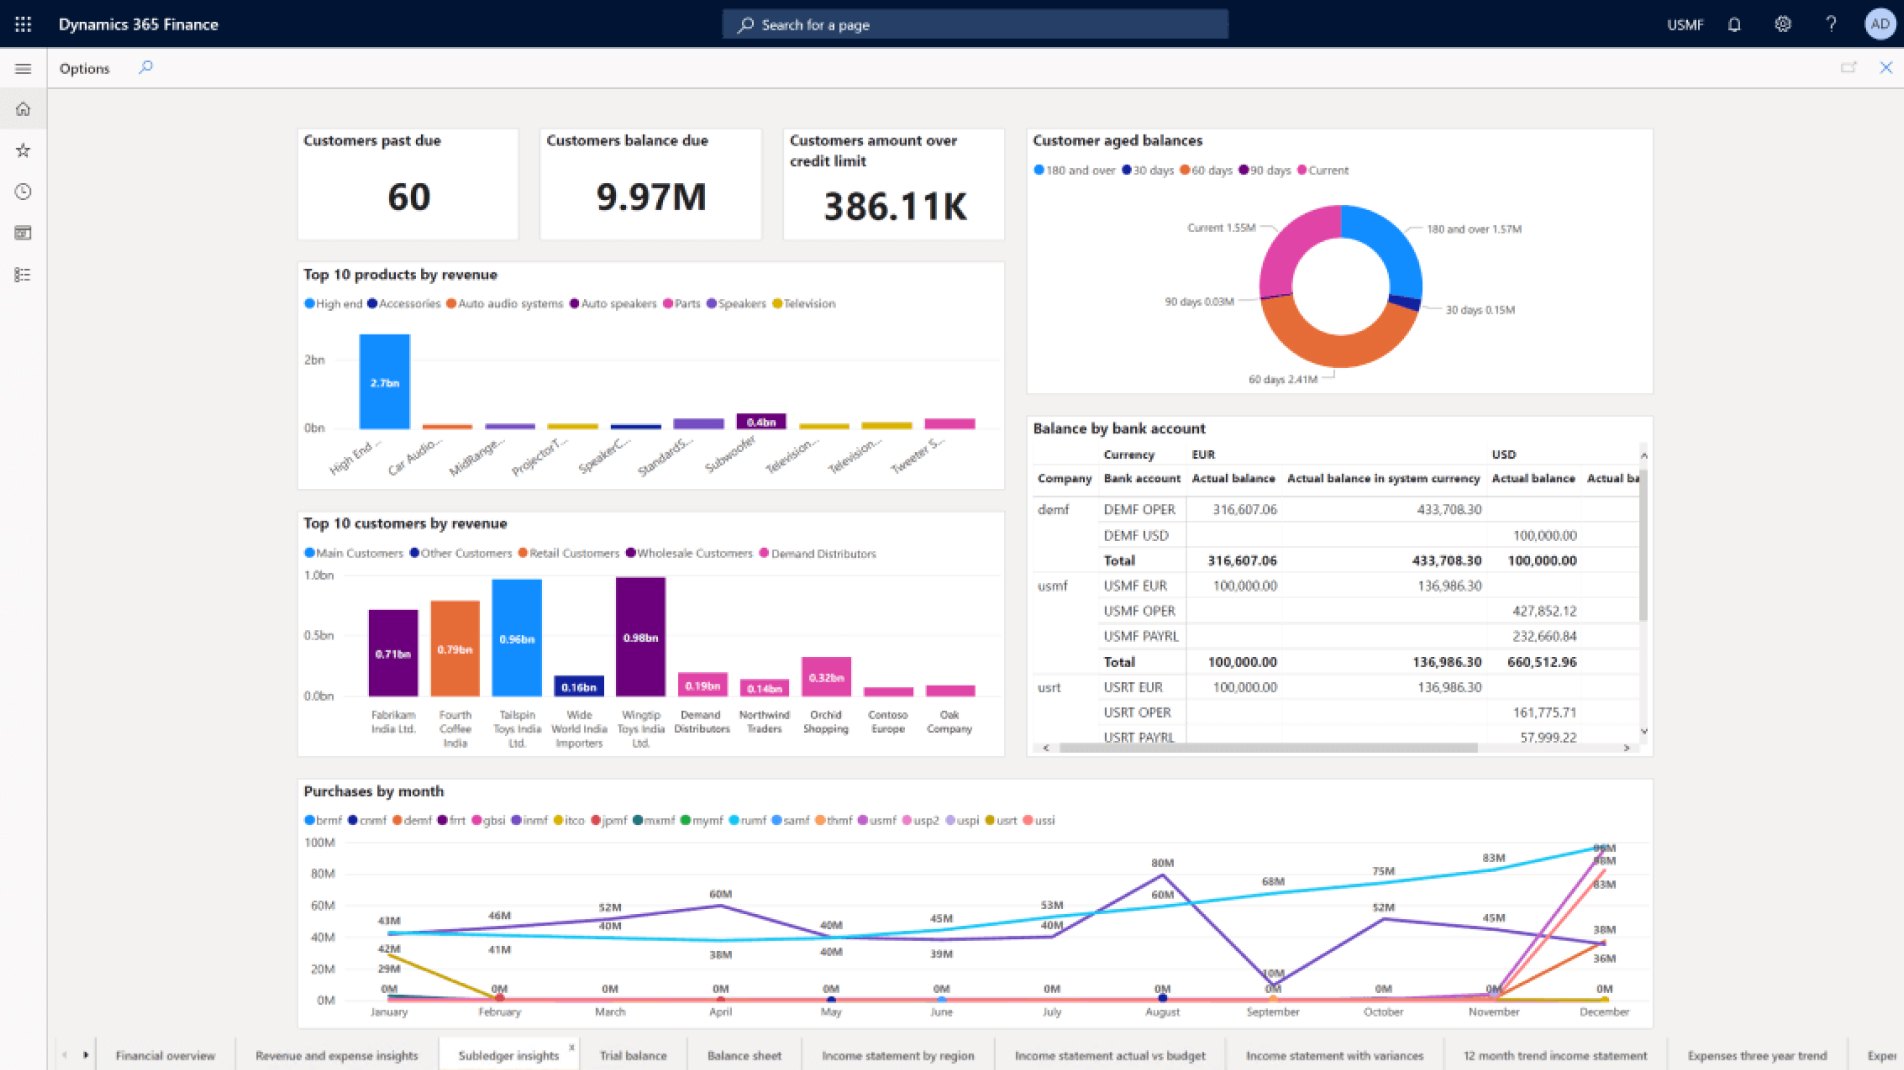 Dynamics 365 Finance
Search for a page
USMF
?
AD
Options
Customers past due
60
Customers balance due
9.97M
Customers amount over
credit limit
386.11K
Customer aged balances
180 and over 30 days 60 days 90 days Current
Current 1.55M
180 and over 1.57M
90 days 0.03M
30 days 0.15M
60 days 2.41M
Top 10 products by revenue
High end Accessories Auto audio systems Auto speakers Parts Speakers Television
2bn
0bn
2.7bn
0.4bn
High End ...
Car Audio...
MidRange...
ProjectorT...
SpeakerC...
StandardS...
Subwoofer
Television...
Television...
Tweeter S...
Balance by bank account
Currency EUR USD
Company Bank account Actual balance Actual balance in system currency Actual balance Actual ba
demf DEMF OPER 316,607.06 433,708.30
DEMF USD 100,000.00
Total 316,607.06 433,708.30 100,000.00
usmf USMF EUR 100,000.00 136,986.30
USMF OPER 427,852.12
USMF PAYRL 232,660.84
Total 100,000.00 136,986.30 660,512.96
usrt USRT EUR 100,000.00 136,986.30
USRT OPER 161,775.71
USRT PAYRL 57,999.22
Top 10 customers by revenue
Main Customers Other Customers Retail Customers Wholesale Customers Demand Distributors
1.0bn
0.5bn
0.0bn
0.71bn 0.79bn 0.96bn 0.16bn 0.98bn 0.19bn 0.14bn 0.32bn
Fabrikam India Ltd.
Fourth Coffee India
Tailspin Toys India Ltd.
Wide World India Importers
Wingtip Toys India Ltd.
Demand Distributors
Northwind Traders
Orchid Shopping
Contoso Europe
Oak Company
Purchases by month
brmf cnmf demf frrt gbsi inmf itco jpmf mxmf mymf rumf samf thmf usmf usp2 uspi usrt ussi
100M
80M
60M
40M
20M
0M
43M 46M 52M 60M 40M 45M 53M 80M 68M 75M 83M
42M 41M 40M 38M 40M 39M 40M 60M 10M 52M 45M
29M
88M
83M
38M
36M
0M 0M 0M 0M 0M 0M 0M 0M 0M 0M 0M 0M
January February March April May June July August September October November December
Financial overview
Revenue and expense insights
Subledger insights
Trial balance
Balance sheet
Income statement by region
Income statement actual vs budget
Income statement with variances
12 month trend income statement
Expenses three year trend
Exper